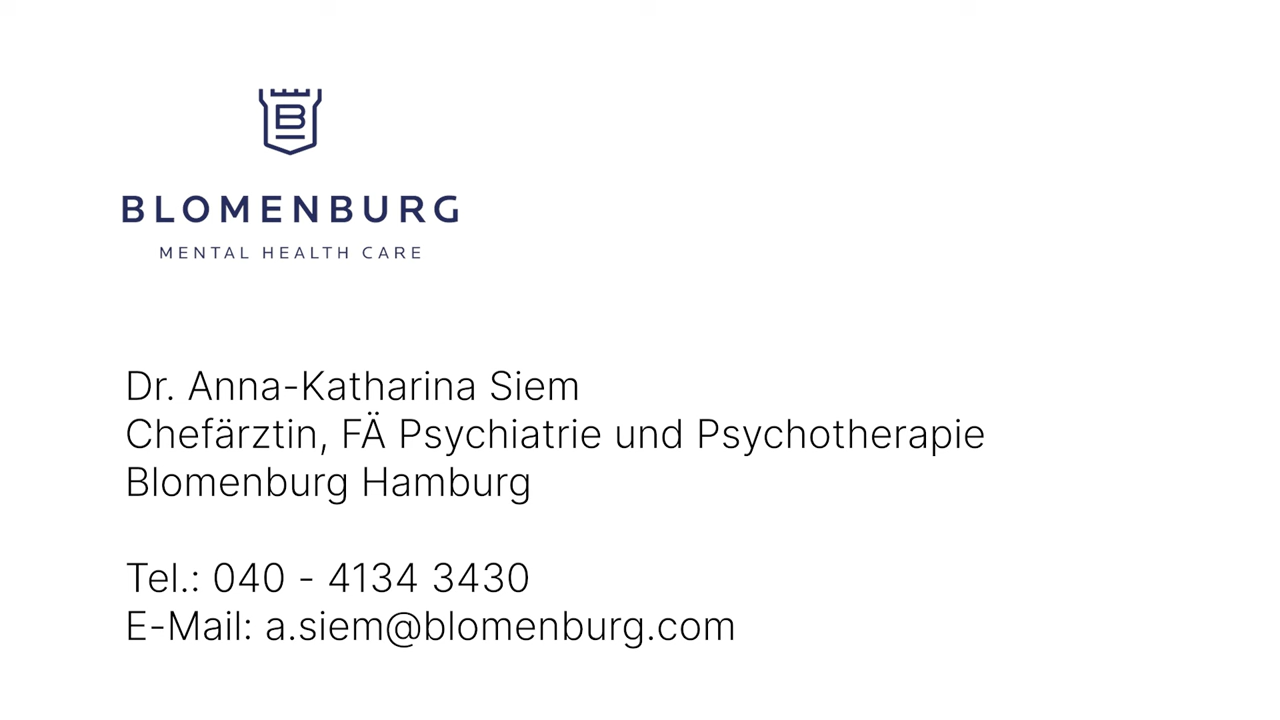 B
BLOMENBURG
MENTAL HEALTH CARE
Dr. Anna-Katharina Siem
Chefärztin, FÄ Psychiatrie und Psychotherapie
Blomenburg Hamburg
Tel.: 040 - 4134 3430
E-Mail: a.siem@blomenburg.com